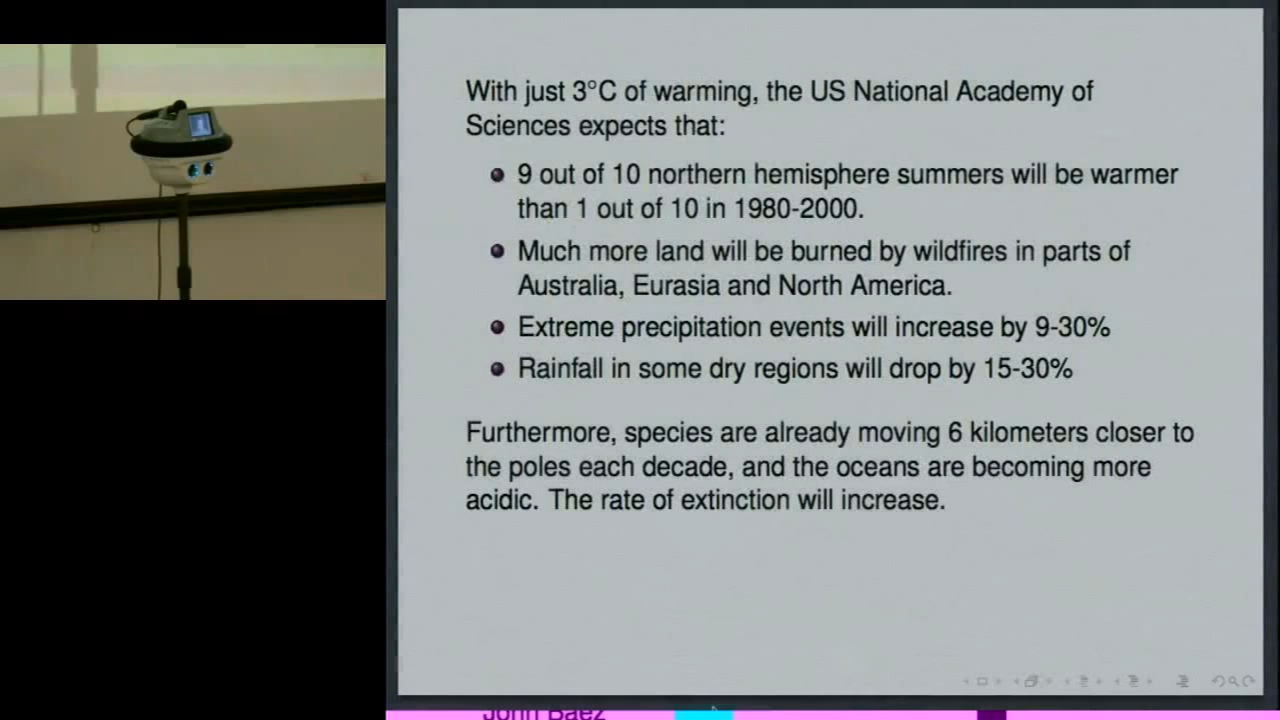 With just 3°C of warming, the US National Academy of
Sciences expects that:
9 out of 10 northern hemisphere summers will be warmer
than 1 out of 10 in 1980-2000.
Much more land will be burned by wildfires in parts of
Australia, Eurasia and North America.
Extreme precipitation events will increase by 9-30%
Rainfall in some dry regions will drop by 15-30%
Furthermore, species are already moving 6 kilometers closer to
the poles each decade, and the oceans are becoming more
acidic. The rate of extinction will increase.
John Baez